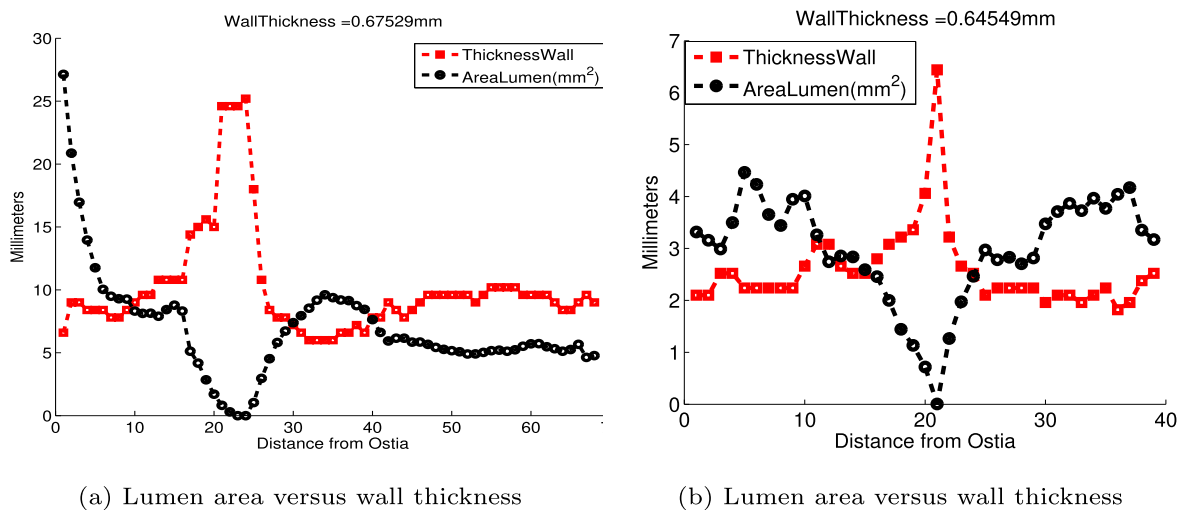 WallThickness =0.67529mm
30
25
20
15
10
5
0
Millimeters
ThicknessWall
AreaLumen(mm²)
0 10 20 30 40 50 60
Distance from Ostia
(a) Lumen area versus wall thickness
WallThickness =0.64549mm
7
6
5
4
3
2
1
0
Millimeters
ThicknessWall
AreaLumen(mm²)
0 10 20 30 40
Distance from Ostia
(b) Lumen area versus wall thickness